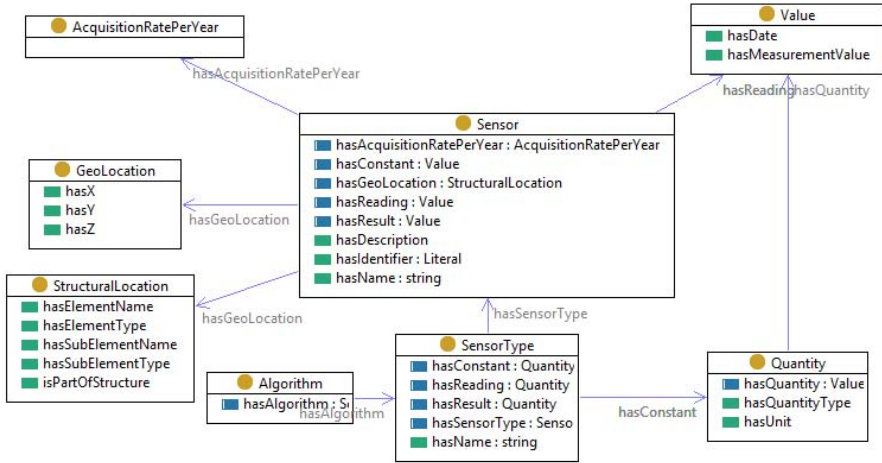 AcquisitionRatePerYear
hasAcquisitionRatePerYear
Value
hasDate
hasMeasurementValue
hasReading
hasQuantity
Sensor
hasAcquisitionRatePerYear : AcquisitionRatePerYear
hasConstant : Value
hasGeoLocation : StructuralLocation
hasReading : Value
hasResult : Value
hasDescription
hasIdentifier : Literal
hasName : string
GeoLocation
hasX
hasY
hasZ
hasGeoLocation
StructuralLocation
hasElementName
hasElementType
hasSubElementName
hasSubElementType
isPartOfStructure
hasGeoLocation
hasSensorType
Algorithm
hasAlgorithm : S
hasAlgorithm
SensorType
hasConstant : Quantity
hasReading : Quantity
hasResult : Quantity
hasSensorType : Senso
hasName : string
hasConstant
Quantity
hasQuantity : Value
hasQuantityType
hasUnit